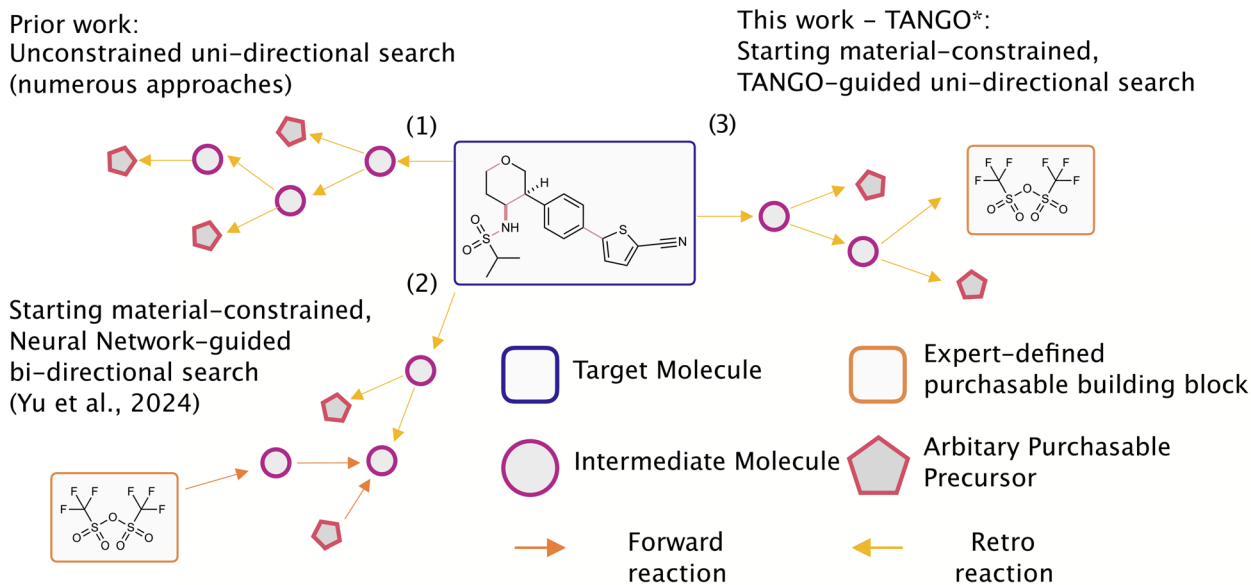 Prior work:
Unconstrained uni-directional search
(numerous approaches)
This work - TANGO*:
Starting material-constrained,
TANGO-guided uni-directional search
(1)
(3)
O
H
NH
S
O
O
S
C≡N
F
F
F
F
F
F
O
S
S
O
O
O
O
(2)
Starting material-constrained,
Neural Network-guided
bi-directional search
(Yu et al., 2024)
F
F
F
F
F
F
O
S
S
O
O
O
O
Target Molecule
Expert-defined
purchasable building block
Intermediate Molecule
Arbitary Purchasable
Precursor
Forward
reaction
Retro
reaction